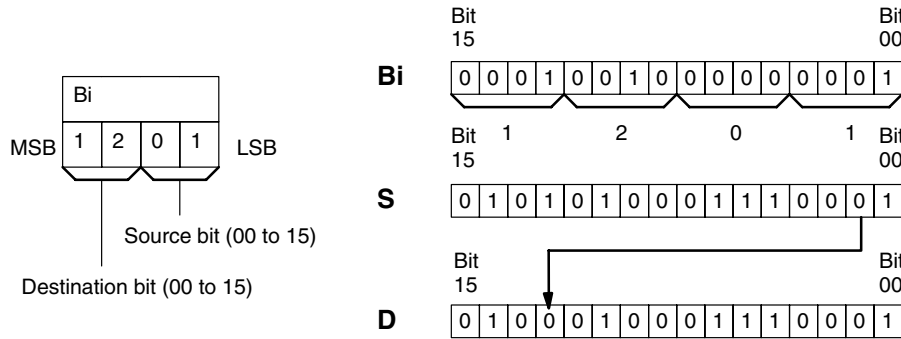 Bi
1 2 0 1
MSB
LSB
Source bit (00 to 15)
Destination bit (00 to 15)
Bit 15
Bit 00
Bi
0 0 0 1 0 0 1 0 0 0 0 0 0 0 0 1
1 2 0 1
Bit 15
Bit 00
S
0 1 0 1 0 1 0 0 0 1 1 1 0 0 0 1
Bit 15
Bit 00
D
0 1 0 0 0 1 0 0 0 1 1 1 0 0 0 1